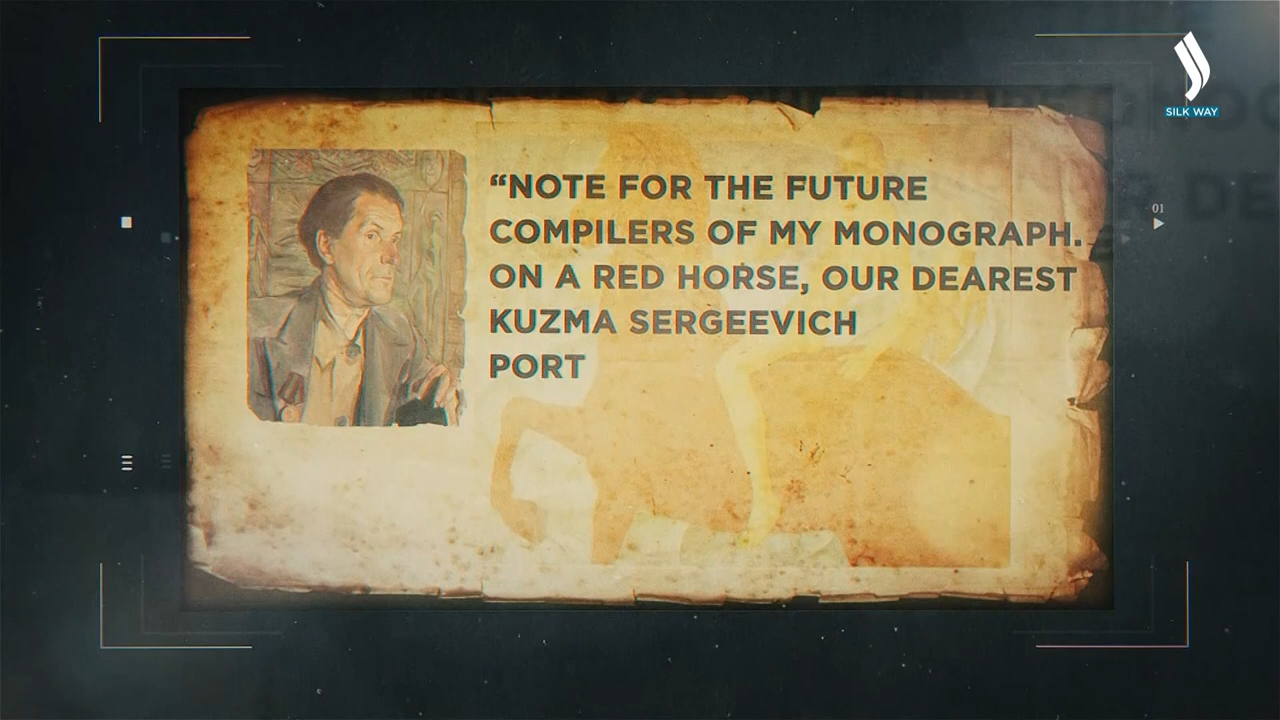 SILK WAY
01
“NOTE FOR THE FUTURE
COMPILERS OF MY MONOGRAPH.
ON A RED HORSE, OUR DEAREST
KUZMA SERGEEVICH
PORT